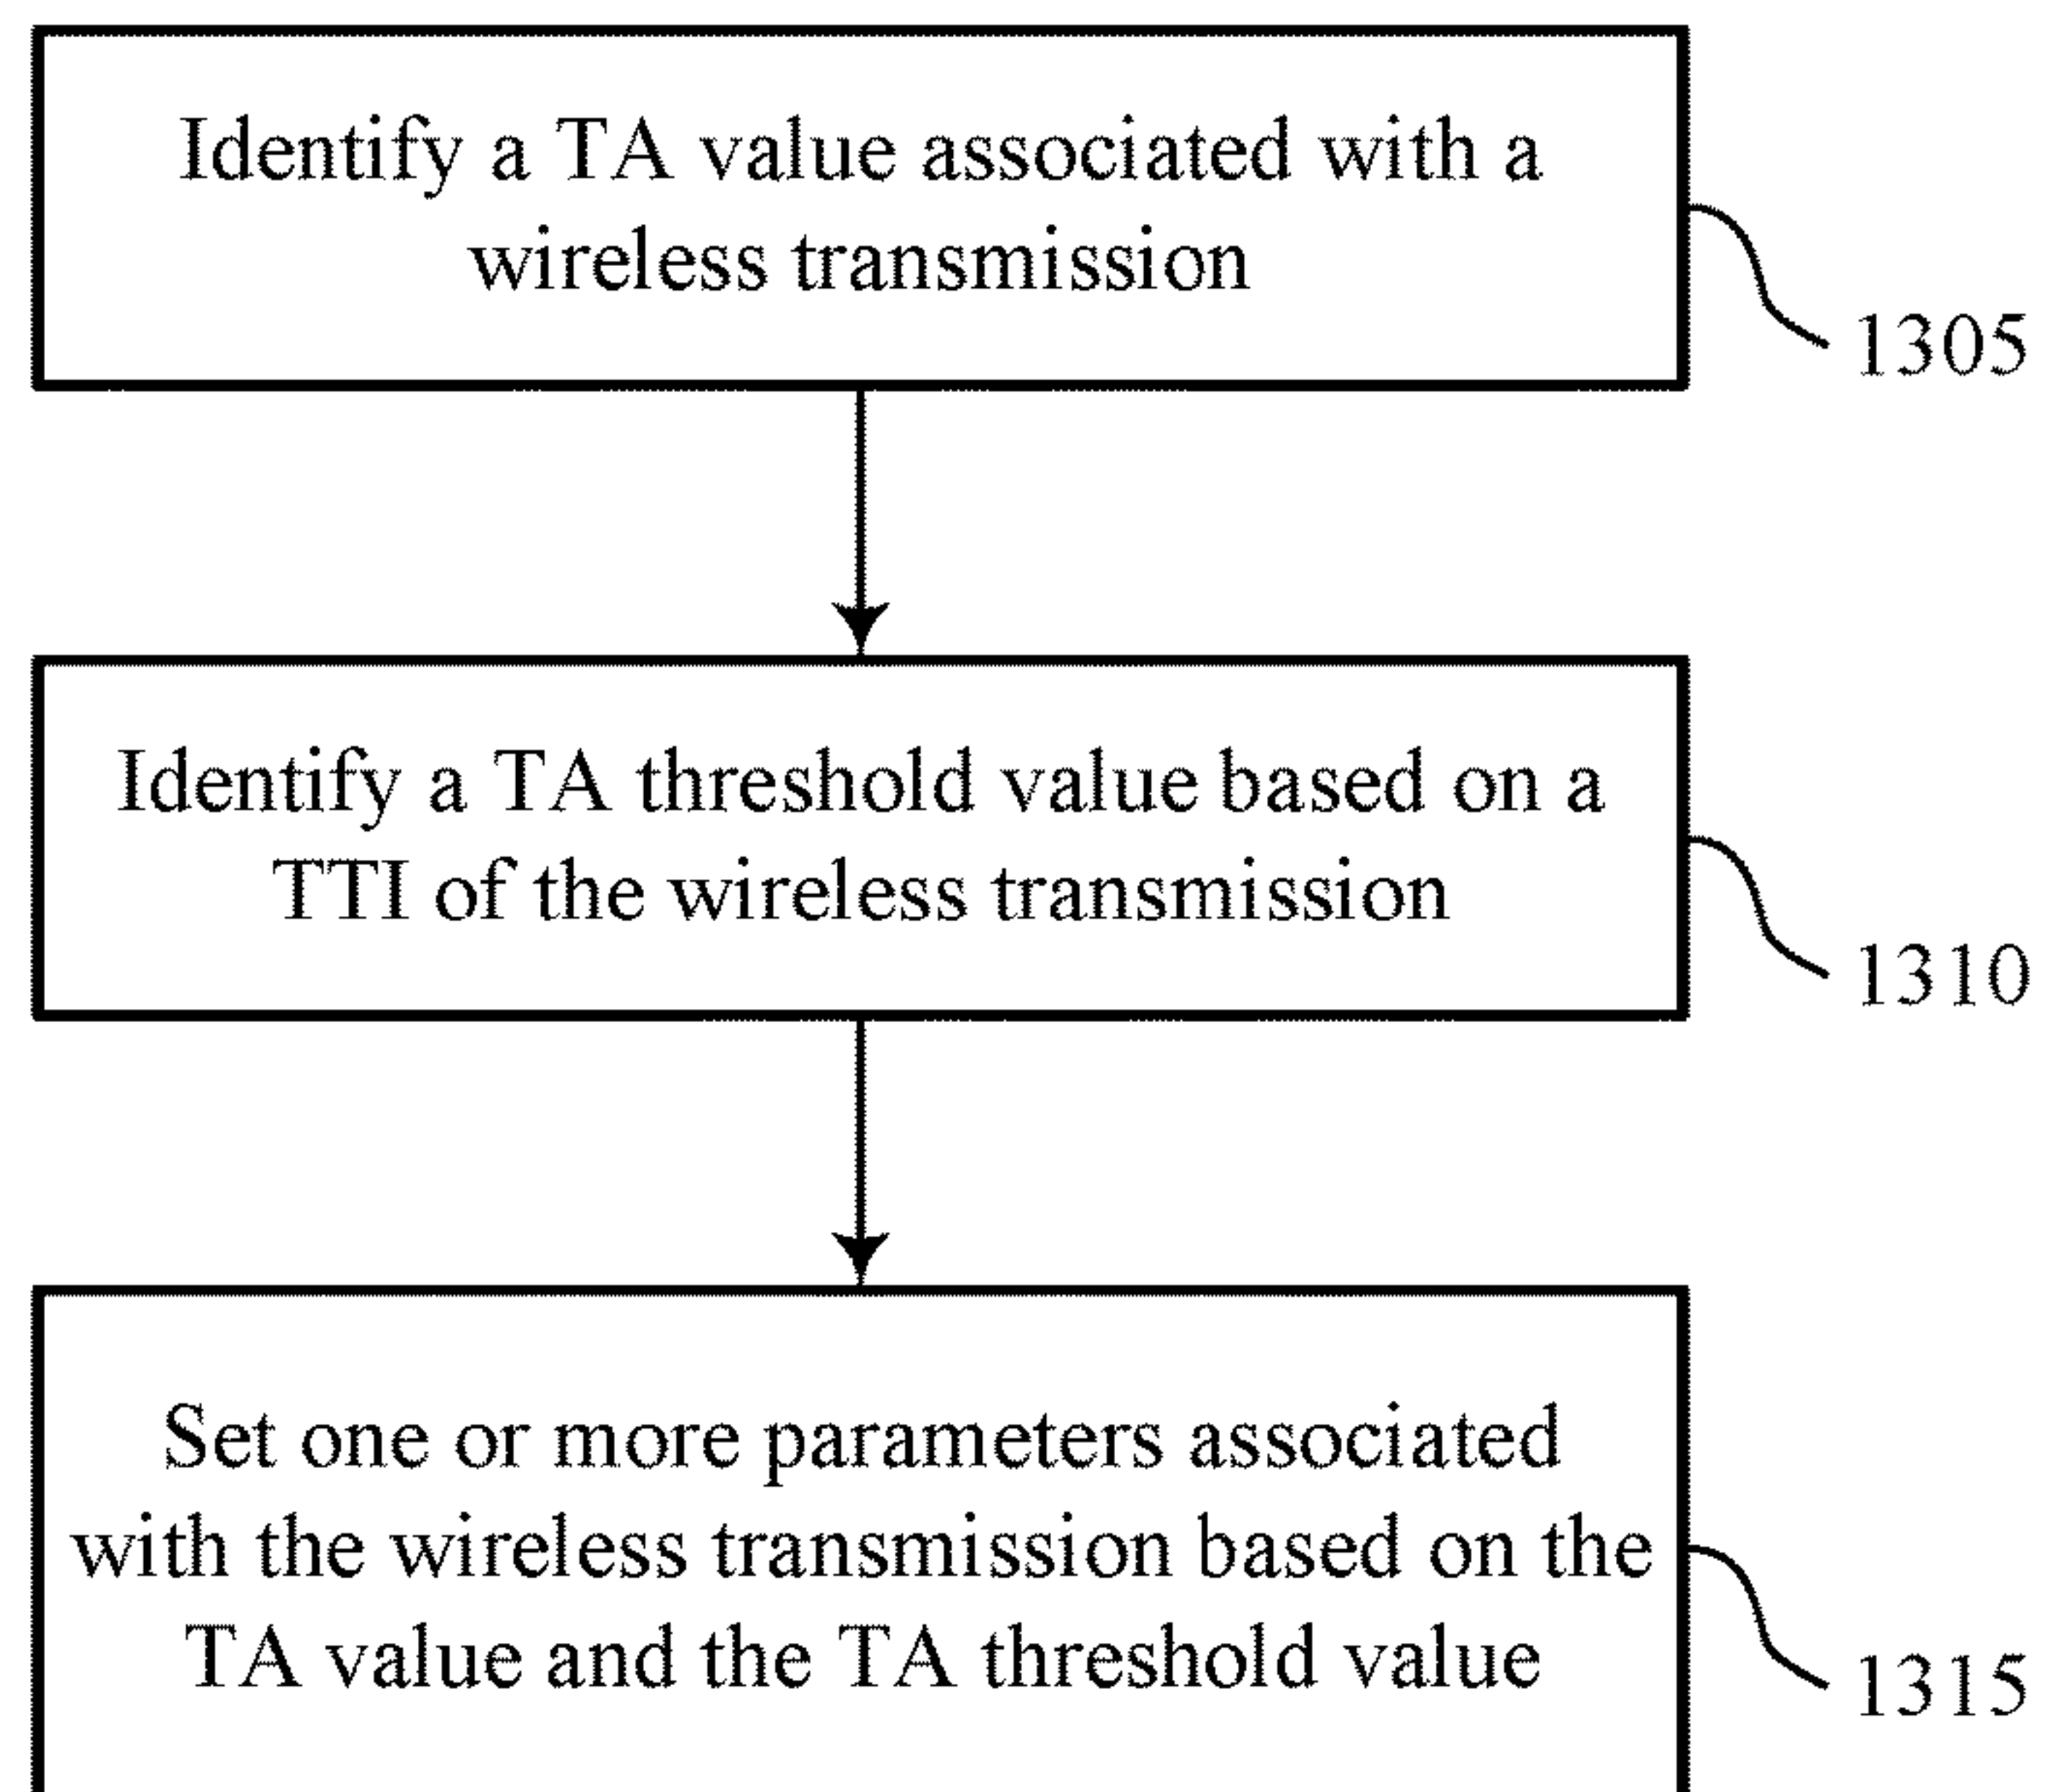 Identify a TA value associated with a
wireless transmission
1305
Identify a TA threshold value based on a
TTI of the wireless transmission
1310
Set one or more parameters associated
with the wireless transmission based on the
TA value and the TA threshold value
1315